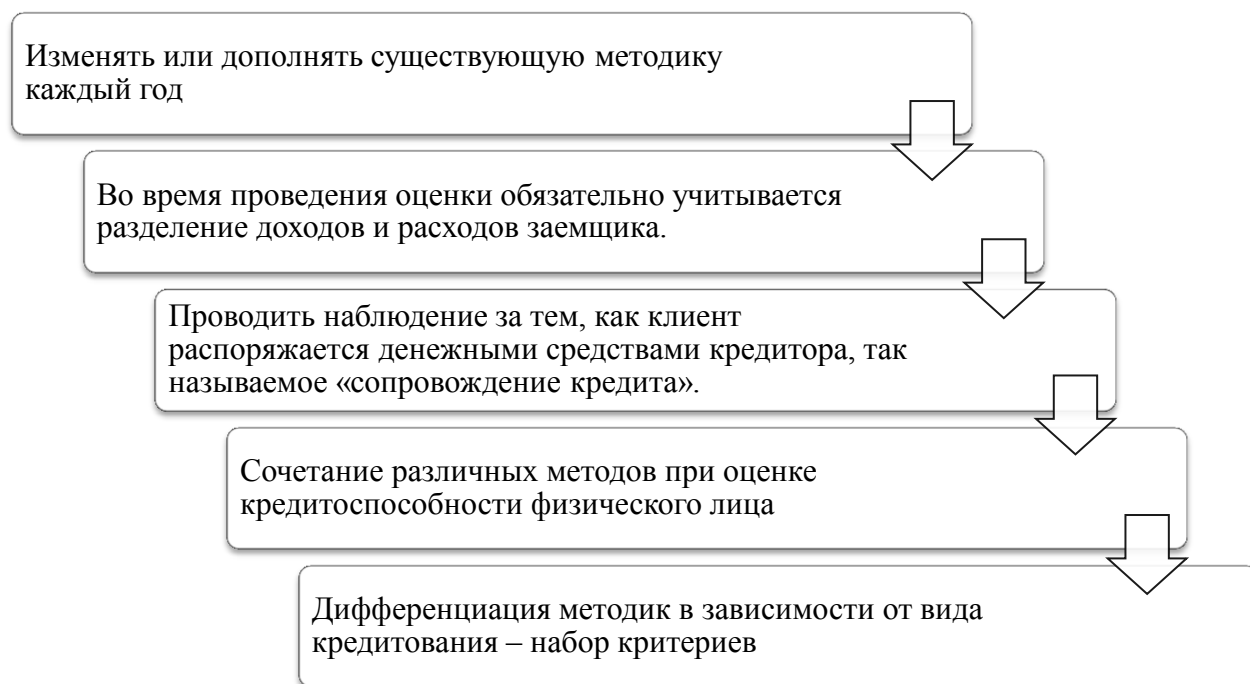 Изменять или дополнять существующую методику
каждый год
Во время проведения оценки обязательно учитывается
разделение доходов и расходов заемщика.
Проводить наблюдение за тем, как клиент
распоряжается денежными средствами кредитора, так
называемое «сопровождение кредита».
Сочетание различных методов при оценке
кредитоспособности физического лица
Дифференциация методик в зависимости от вида
кредитования – набор критериев